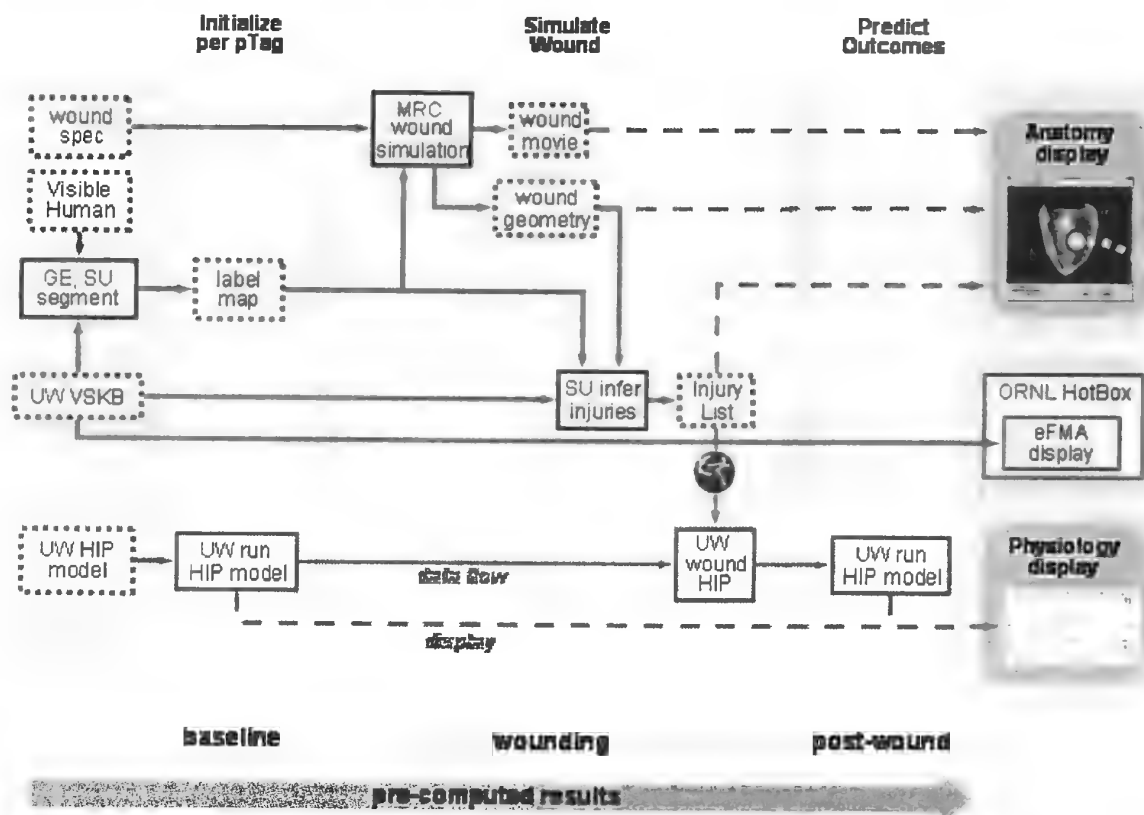 Initialize
per pTag
Simulate
Wound
Predict
Outcomes
wound
spec
MRC
wound
simulation
wound
movie
Anatomy
display
Visible
Human
wound
geometry
GE, SU
segment
label
map
UW VSKB
SU infer
injuries
Injury
List
ORNL HotBox
eFMA
display
UW HIP
model
UW run
HIP model
data flow
UW
wound
HIP
UW run
HIP model
Physiology
display
display
baseline
wounding
post-wound
pre-computed results